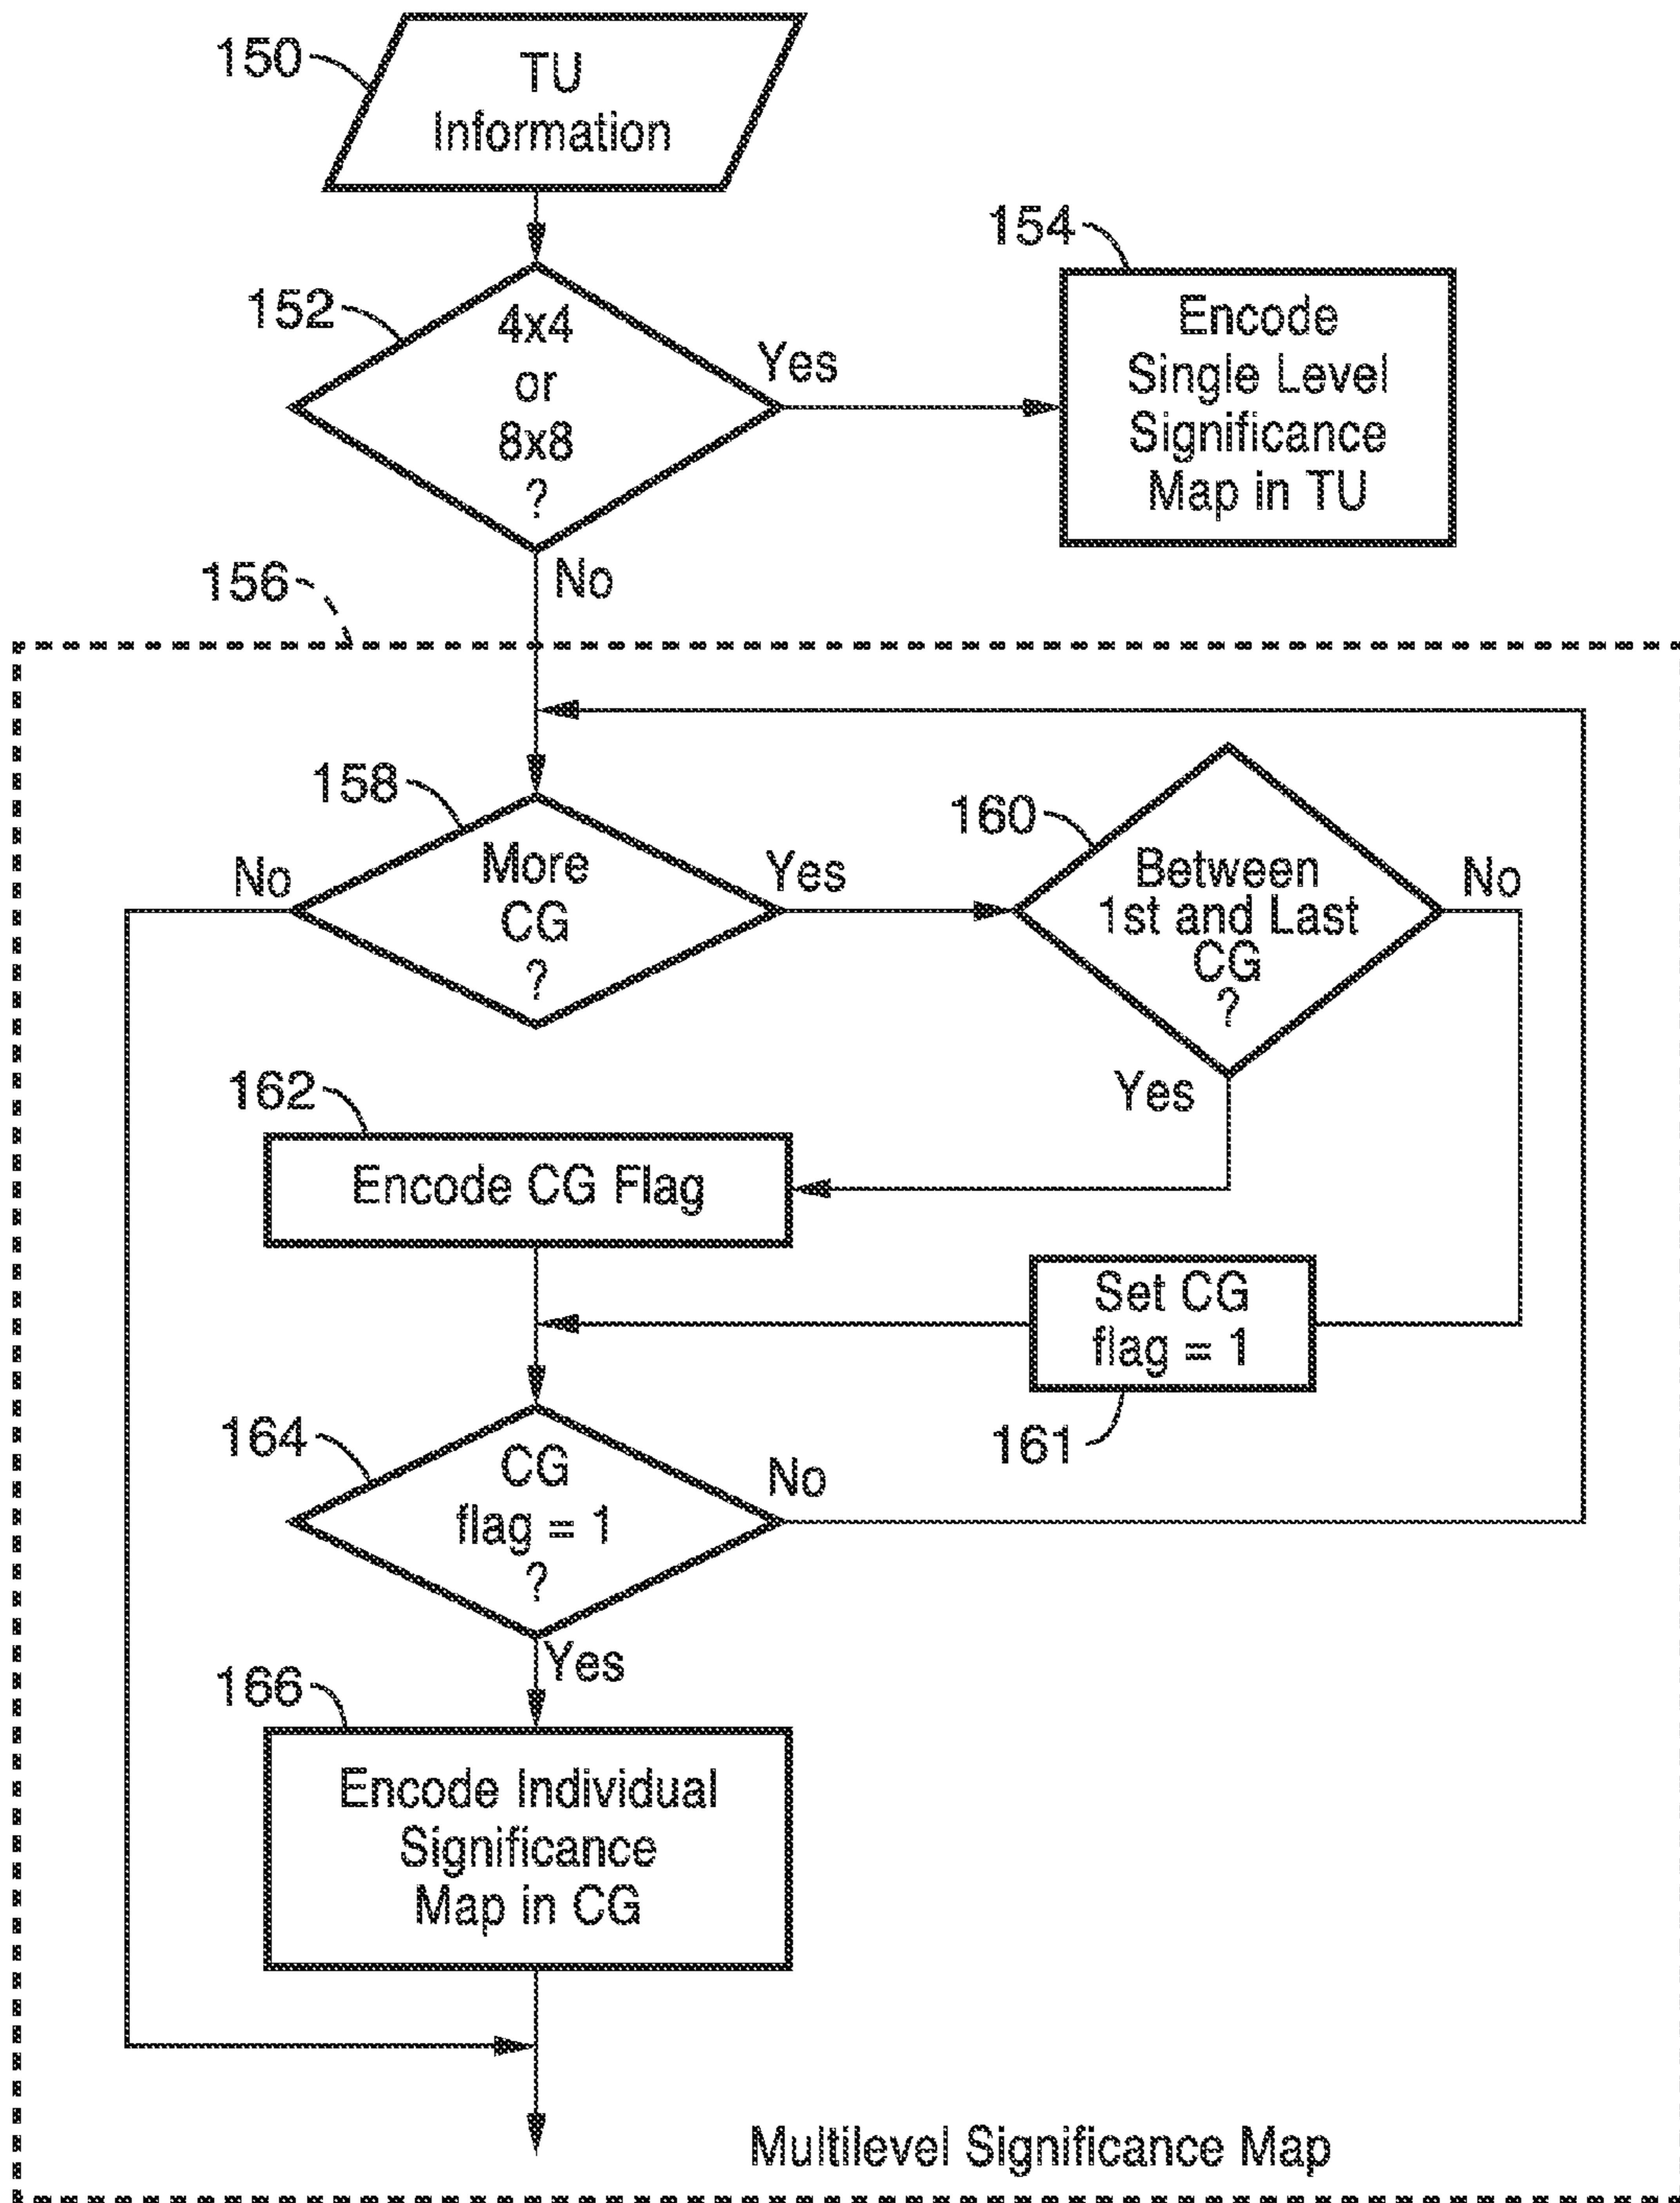 150
TU
Information
154
152
4x4
or
8x8
?
Yes
Encode
Single Level
Significance
Map in TU
156
No
158
160
No
More
CG
?
Yes
Between
1st and Last
CG
?
No
162
Yes
Encode CG Flag
Set CG
flag = 1
161
164
CG
flag = 1
?
No
Yes
166
Encode Individual
Significance
Map in CG
Multilevel Significance Map